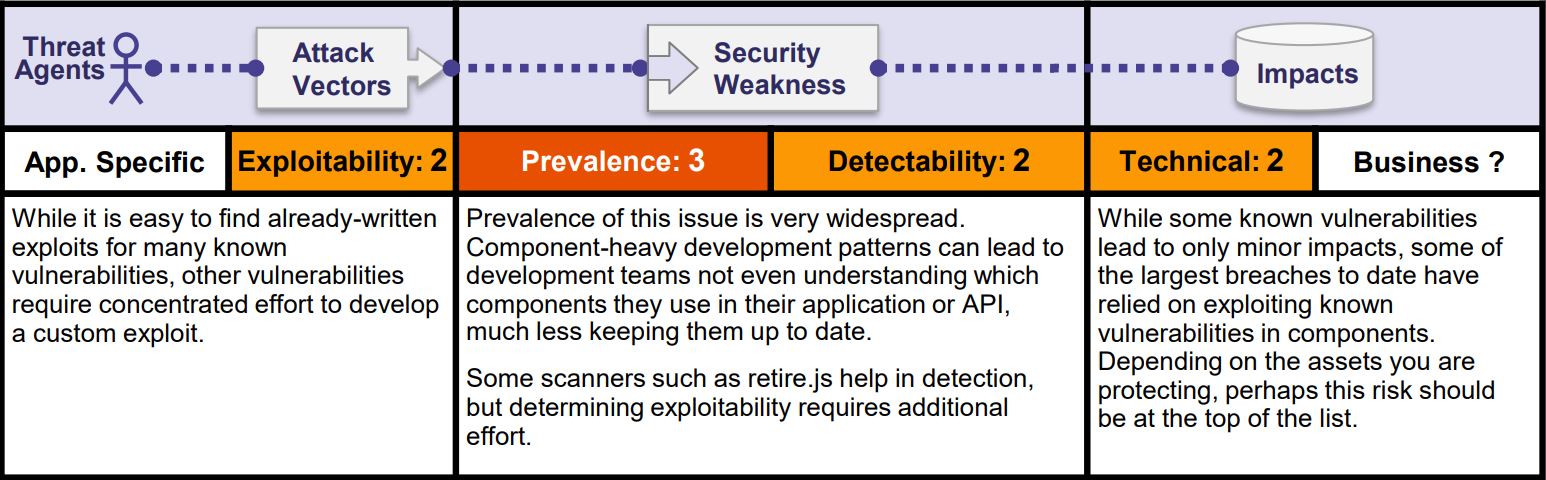 Threat
Agents
Attack
Vectors
Security
Weakness
Impacts
App. Specific
Exploitability: 2
Prevalence: 3
Detectability: 2
Technical: 2
Business ?
While it is easy to find already-written
exploits for many known
vulnerabilities, other vulnerabilities
require concentrated effort to develop
a custom exploit.
Prevalence of this issue is very widespread.
Component-heavy development patterns can lead to
development teams not even understanding which
components they use in their application or API,
much less keeping them up to date.
Some scanners such as retire.js help in detection,
but determining exploitability requires additional
effort.
While some known vulnerabilities
lead to only minor impacts, some of
the largest breaches to date have
relied on exploiting known
vulnerabilities in components.
Depending on the assets you are
protecting, perhaps this risk should
be at the top of the list.